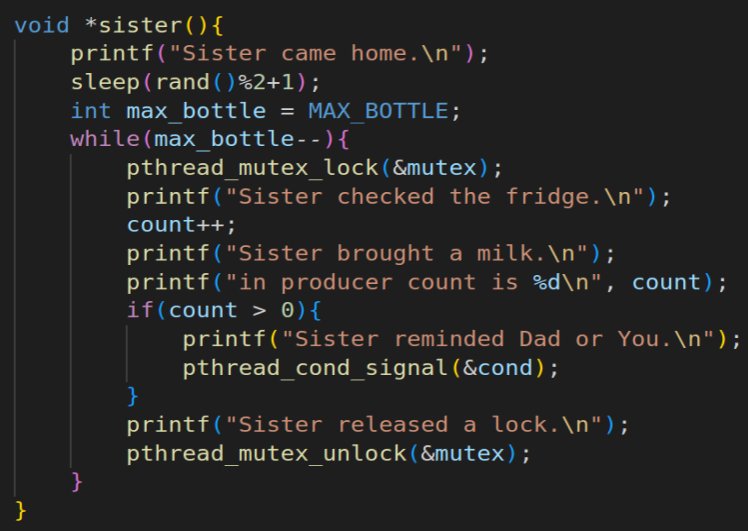 void *sister(){
    printf("Sister came home.\n");
    sleep(rand()%2+1);
    int max_bottle = MAX_BOTTLE;
    while(max_bottle--){
        pthread_mutex_lock(&mutex);
        printf("Sister checked the fridge.\n");
        count++;
        printf("Sister brought a milk.\n");
        printf("in producer count is %d\n", count);
        if(count > 0){
            printf("Sister reminded Dad or You.\n");
            pthread_cond_signal(&cond);
        }
        printf("Sister released a lock.\n");
        pthread_mutex_unlock(&mutex);
    }
}